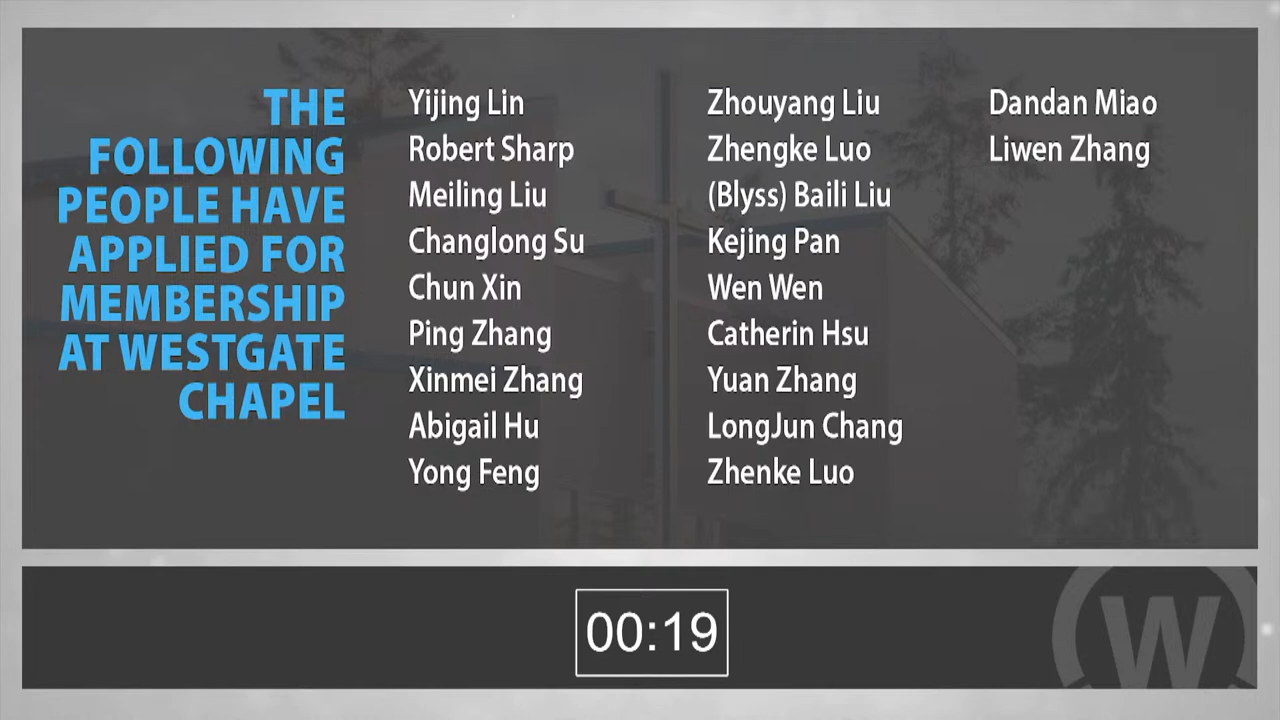 THE
FOLLOWING
PEOPLE HAVE
APPLIED FOR
MEMBERSHIP
AT WESTGATE
CHAPEL
Yijing Lin
Robert Sharp
Meiling Liu
Changlong Su
Chun Xin
Ping Zhang
Xinmei Zhang
Abigail Hu
Yong Feng
Zhouyang Liu
Zhengke Luo
(Blyss) Baili Liu
Kejing Pan
Wen Wen
Catherin Hsu
Yuan Zhang
LongJun Chang
Zhenke Luo
Dandan Miao
Liwen Zhang
00:19
W